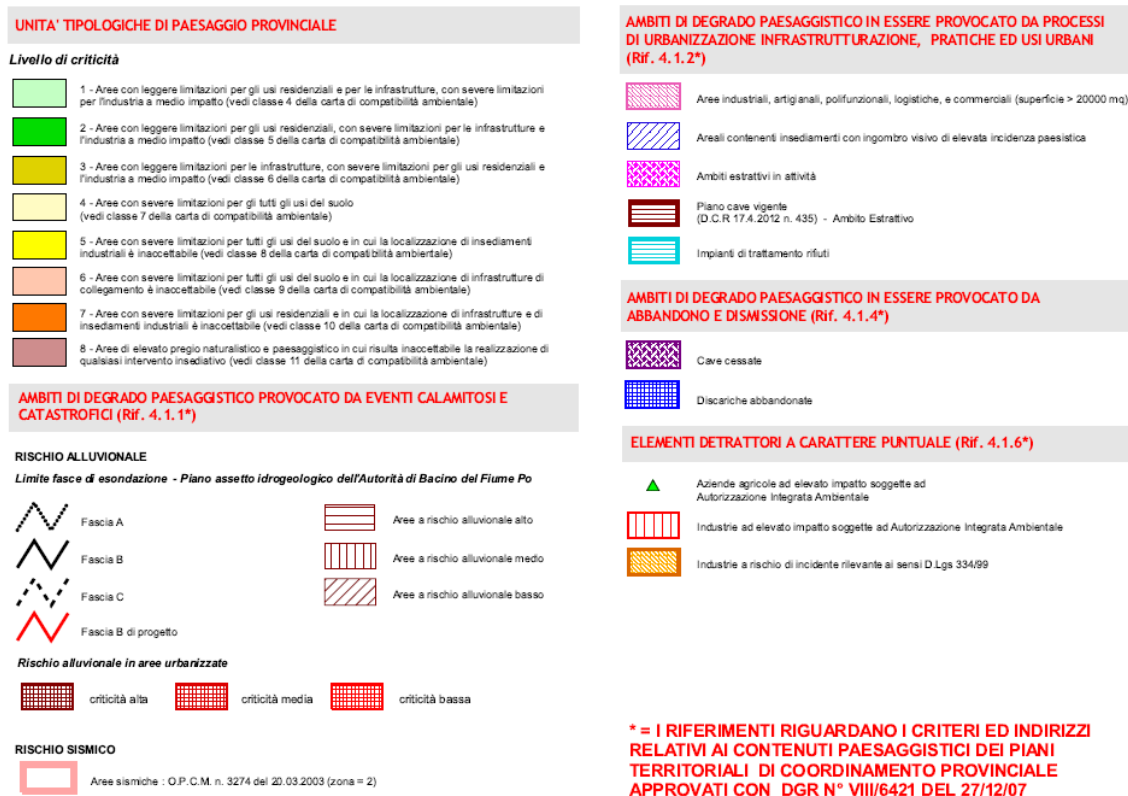 UNITA' TIPOLOGICHE DI PAESAGGIO PROVINCIALE
Livello di criticità
1 - Aree con leggere limitazioni per gli usi residenziali e per le infrastrutture, con severe limitazioni
per l'industria a medio impatto (vedi classe 4 della carta di compatibilità ambientale)
2 - Aree con leggere limitazioni per gli usi residenziali, con severe limitazioni per le infrastrutture e
l'industria a medio impatto (vedi classe 5 della carta di compatibilità ambientale)
3 - Aree con leggere limitazioni per le infrastrutture, con severe limitazioni per gli usi residenziali e
l'industria a medio impatto (vedi classe 6 della carta di compatibilità ambientale)
4 - Aree con severe limitazioni per gli tutti gli usi del suolo
(vedi classe 7 della carta di compatibilità ambientale)
5 - Aree con severe limitazioni per tutti gli usi del suolo e in cui la localizzazione di insediamenti
industriali è inaccettabile (vedi classe 8 della carta di compatibilità ambientale)
6 - Aree con severe limitazioni per tutti gli usi del suolo e in cui la localizzazione di infrastrutture di
collegamento è inaccettabile (vedi classe 9 della carta di compatibilità ambientale)
7 - Aree con severe limitazioni per gli usi residenziali e in cui la localizzazione di infrastrutture e di
insediamenti industriali è inaccettabile (vedi classe 10 della carta di compatibilità ambientale)
8 - Aree di elevato pregio naturalistico e paesaggistico in cui risulta inaccettabile la realizzazione di
qualsiasi intervento insediativo (vedi classe 11 della carta di compatibilità ambientale)
AMBITI DI DEGRADO PAESAGGISTICO PROVOCATO DA EVENTI CALAMITOSI E
CATASTROFICI (Rif. 4.1.1*)
RISCHIO ALLUVIONALE
Limite fasce di esondazione - Piano assetto idrogeologico dell'Autorità di Bacino del Fiume Po
Fascia A
Fascia B
Fascia C
Fascia B di progetto
Aree a rischio alluvionale alto
Aree a rischio alluvionale medo
Aree a rischio alluvionale basso
Rischio alluvionale in aree urbanizzate
criticità alta
criticità media
criticità bassa
RISCHIO SISMICO
Aree sismiche : O.P.C.M. n. 3274 del 20.03.2003 (zona = 2)
AMBITI DI DEGRADO PAESAGGISTICO IN ESSERE PROVOCATO DA PROCESSI
DI URBANIZZAZIONE INFRASTRUTTURAZIONE, PRATICHE ED USI URBANI
(Rif. 4.1.2*)
Aree industriali, artigianali, polifunzionali, logistiche, e commerciali (superficie > 20000 mq)
Areali contenenti insediamenti con ingombro visivo di elevata incidenza paesistica
Ambiti estrattivi in attività
Piano cave vigente
(D.C.R 17.4.2012 n. 435) - Ambito Estrattivo
Impianti di trattamento rifiuti
AMBITI DI DEGRADO PAESAGGISTICO IN ESSERE PROVOCATO DA
ABBANDONO E DISMISSIONE (Rif. 4.1.4*)
Cave cessate
Discariche abbandonate
ELEMENTI DETRATTORI A CARATTERE PUNTUALE (Rif. 4.1.6*)
Aziende agricole ad elevato impatto soggette ad
Autorizzazione Integrata Ambientale
Industrie ad elevato impatto soggette ad Autorizzazione Integrata Ambientale
Industrie a rischio di incidente rilevante ai sensi D.Lgs 334/99
* = I RIFERIMENTI RIGUARDANO I CRITERI ED INDIRIZZI
RELATIVI AI CONTENUTI PAESAGGISTICI DEI PIANI
TERRITORIALI DI COORDINAMENTO PROVINCIALE
APPROVATI CON DGR N° VIII/6421 DEL 27/12/07